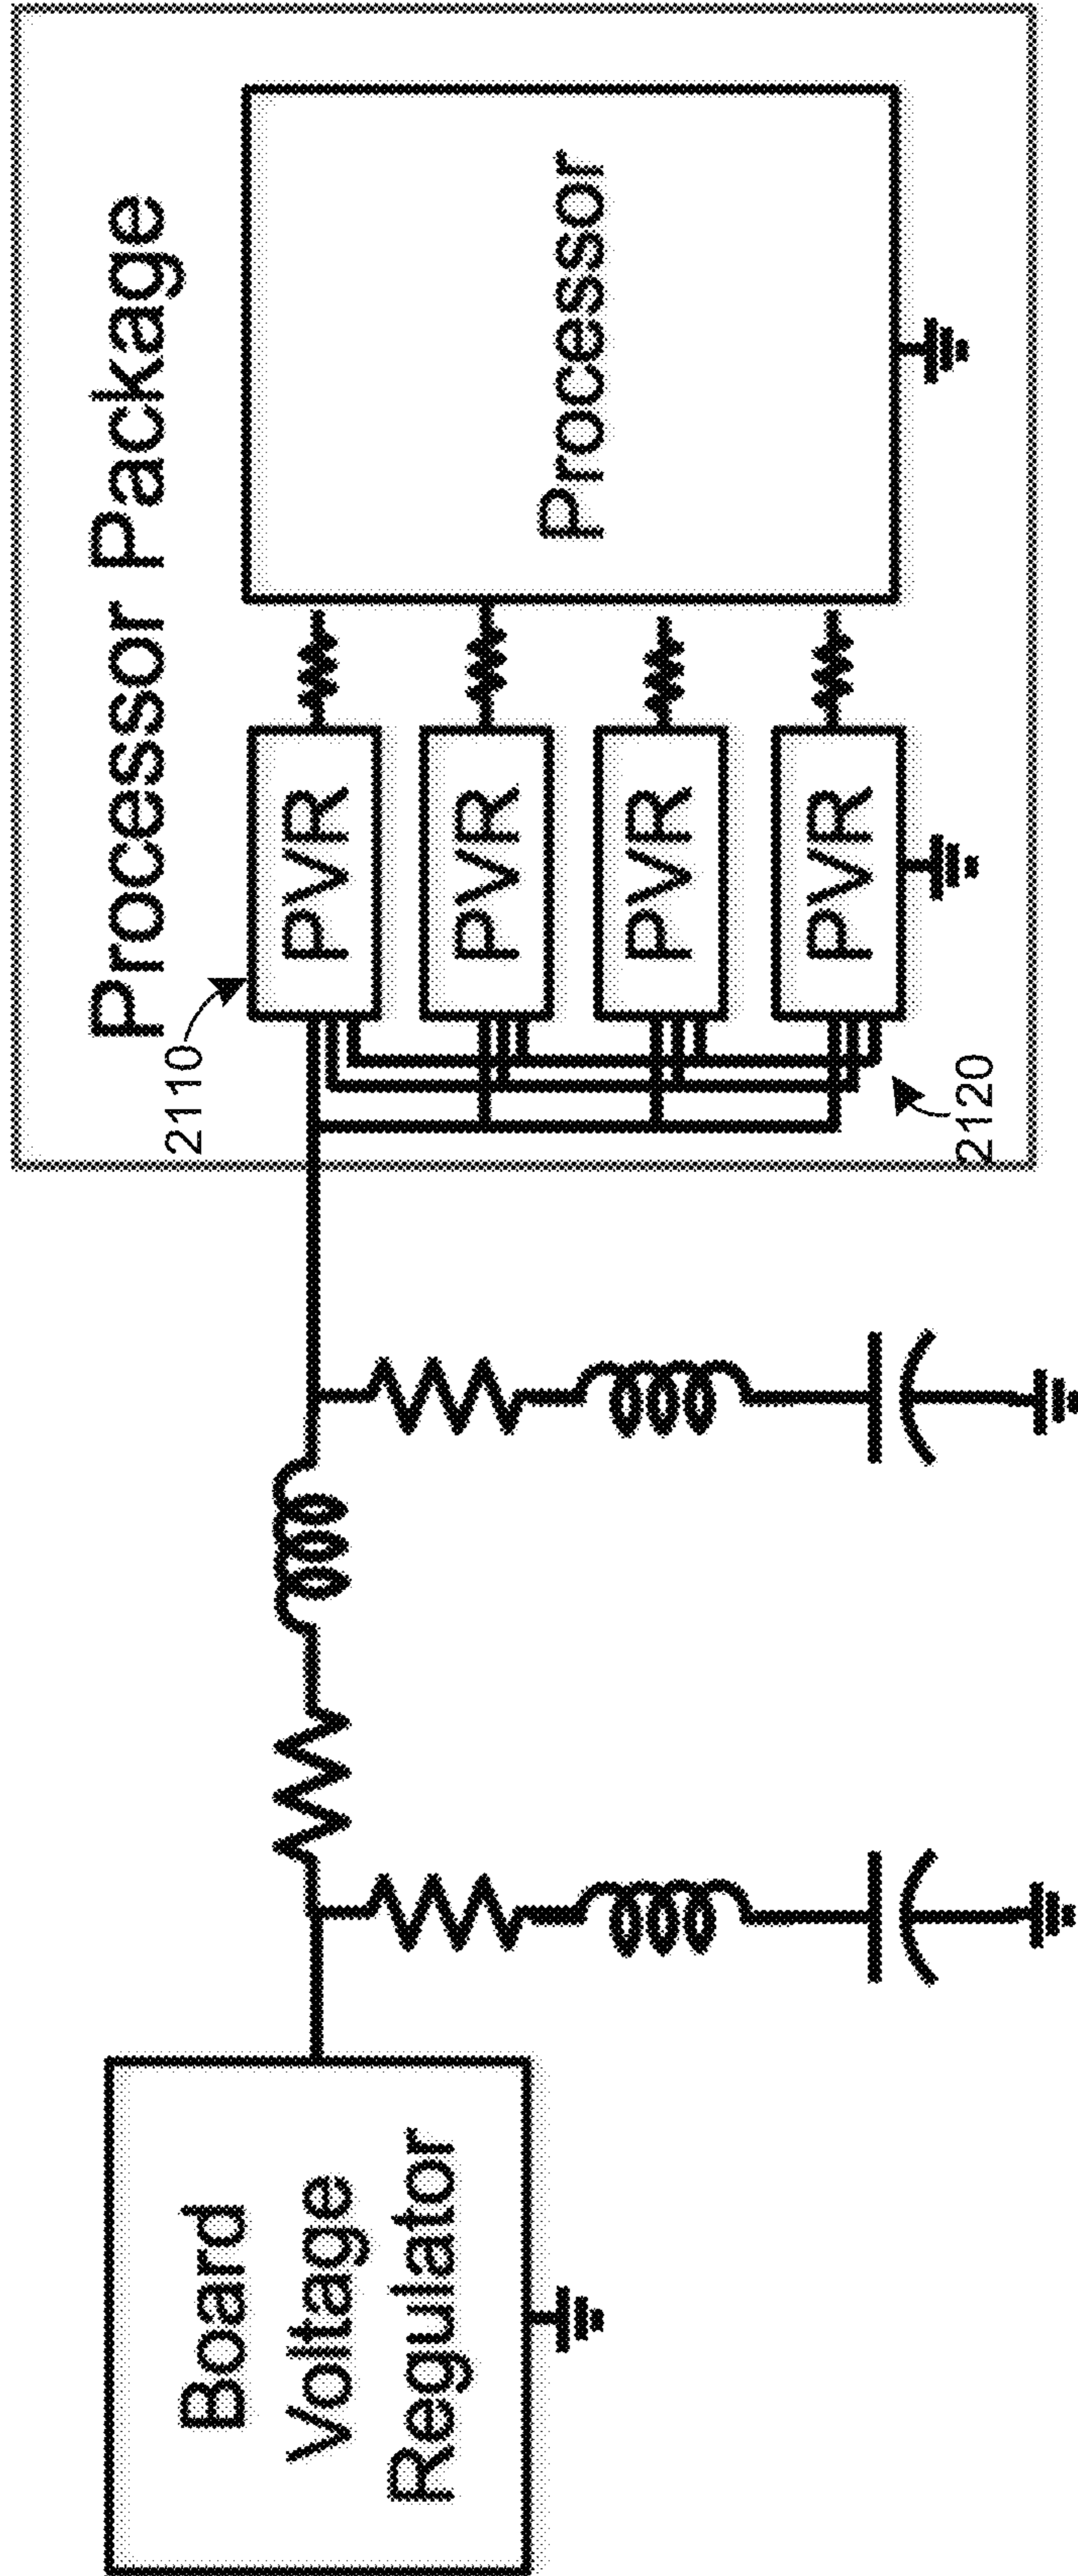 Board
Voltage
Regulator
Processor Package
2110
PVR
PVR
PVR
PVR
2120
Processor